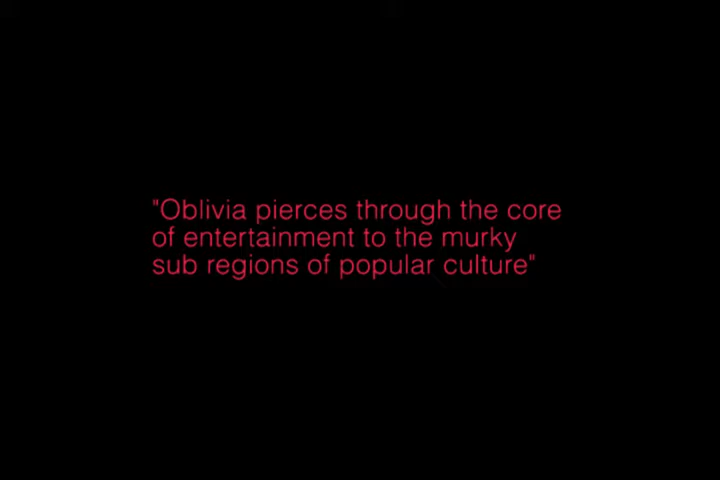 "Oblivia pierces through the core
of entertainment to the murky
sub regions of popular culture"